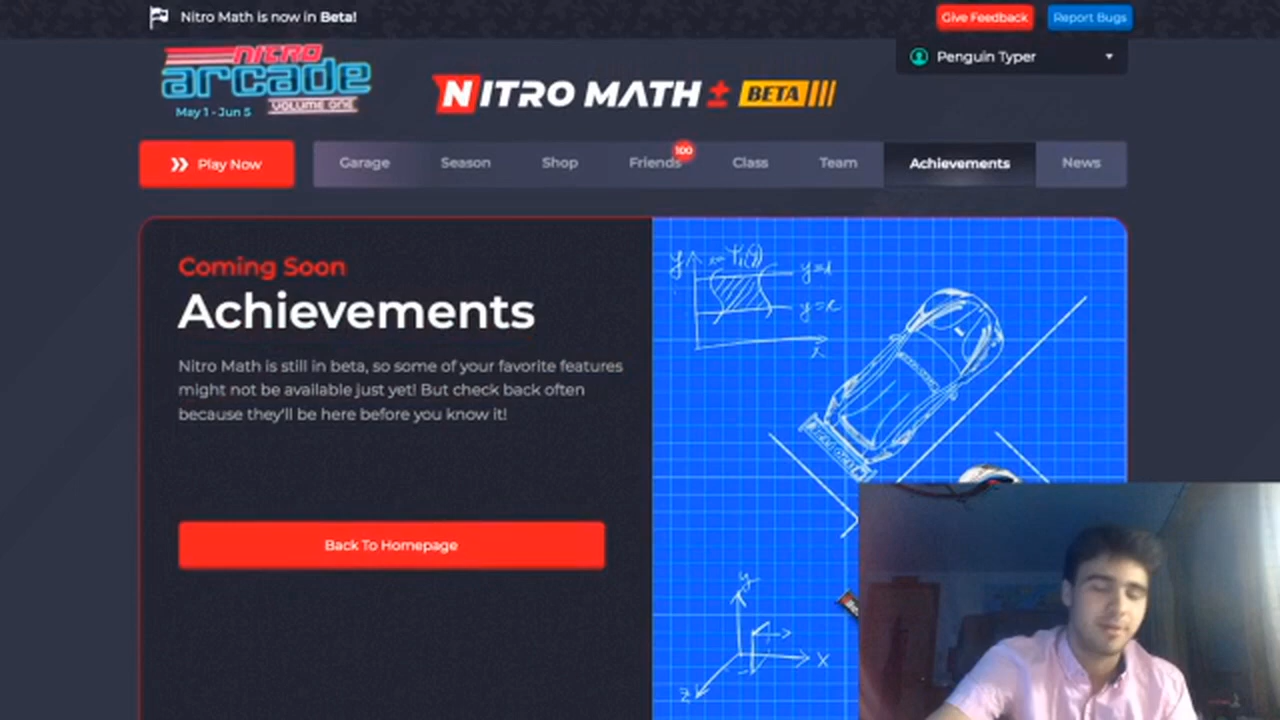 Nitro Math is now in Beta!
Give Feedback
Report Bugs
NITRO
arcade
VOLUME ONE
May 1 - Jun 5
NITRO MATH ± BETA
Penguin Typer
Play Now
Garage
Season
Shop
Friends
100
Class
Team
Achievements
News
Coming Soon
Achievements
Nitro Math is still in beta, so some of your favorite features
might not be available just yet! But check back often
because they'll be here before you know it!
Back To Homepage
y
y=d
y=c
x
y
x
z